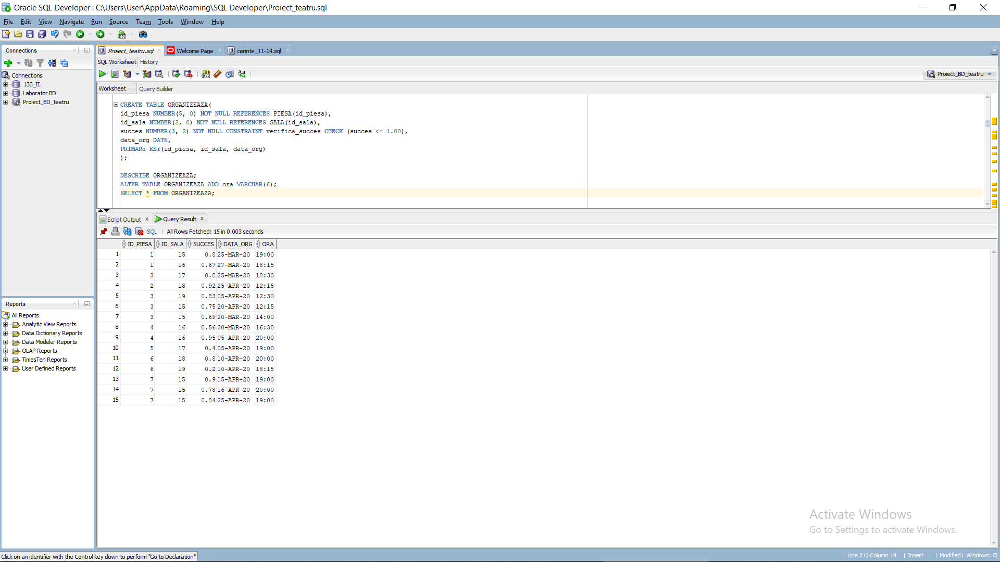 Oracle SQL Developer : C:\Users\User\AppData\Roaming\SQL Developer\Proiect_teatru.sql
File Edit View Navigate Run Source Team Tools Window Help
Connections
Proiect_teatru.sql Welcome Page cerinte_11-14.sql
SQL Worksheet History
Proiect_BD_teatru
Worksheet Query Builder
Connections
133_II
Laborator BD
Proiect_BD_teatru
CREATE TABLE ORGANIZEAZA(
id_piesa NUMBER(5, 0) NOT NULL REFERENCES PIESA(id_piesa),
id_sala NUMBER(2, 0) NOT NULL REFERENCES SALA(id_sala),
succes NUMBER(3, 2) NOT NULL CONSTRAINT verifica_succes CHECK (succes <= 1.00),
data_org DATE,
PRIMARY KEY(id_piesa, id_sala, data_org)
);
DESCRIBE ORGANIZEAZA;
ALTER TABLE ORGANIZEAZA ADD ora VARCHAR(6);
SELECT * FROM ORGANIZEAZA;
Script Output x Query Result x
SQL | All Rows Fetched: 15 in 0.003 seconds
ID_PIESA ID_SALA SUCCES DATA_ORG ORA
1 1 15 0.8 25-MAR-20 19:00
2 1 16 0.67 27-MAR-20 18:15
3 2 17 0.8 25-MAR-20 18:30
4 2 18 0.92 25-APR-20 12:15
5 3 19 0.83 05-APR-20 12:30
6 3 15 0.75 20-APR-20 12:15
7 3 15 0.69 20-MAR-20 14:00
8 4 16 0.56 30-MAR-20 16:30
9 4 16 0.95 05-APR-20 20:00
10 5 17 0.4 05-APR-20 19:00
11 6 18 0.8 10-APR-20 20:00
12 6 19 0.2 10-APR-20 18:15
13 7 15 0.9 15-APR-20 19:00
14 7 15 0.78 16-APR-20 20:00
15 7 15 0.84 25-APR-20 19:00
Reports
All Reports
Analytic View Reports
Data Dictionary Reports
Data Modeler Reports
OLAP Reports
TimesTen Reports
User Defined Reports
Activate Windows
Go to Settings to activate Windows.
Click on an identifier with the Control key down to perform "Go to Declaration"
| Line 216 Column 14 | Insert | Modified | Windows: C